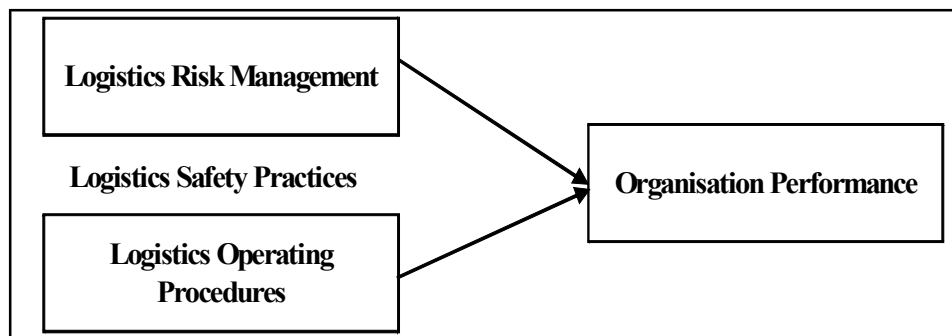 Logistics Risk Management
Logistics Safety Practices
Logistics Operating
Procedures
Organisation Performance